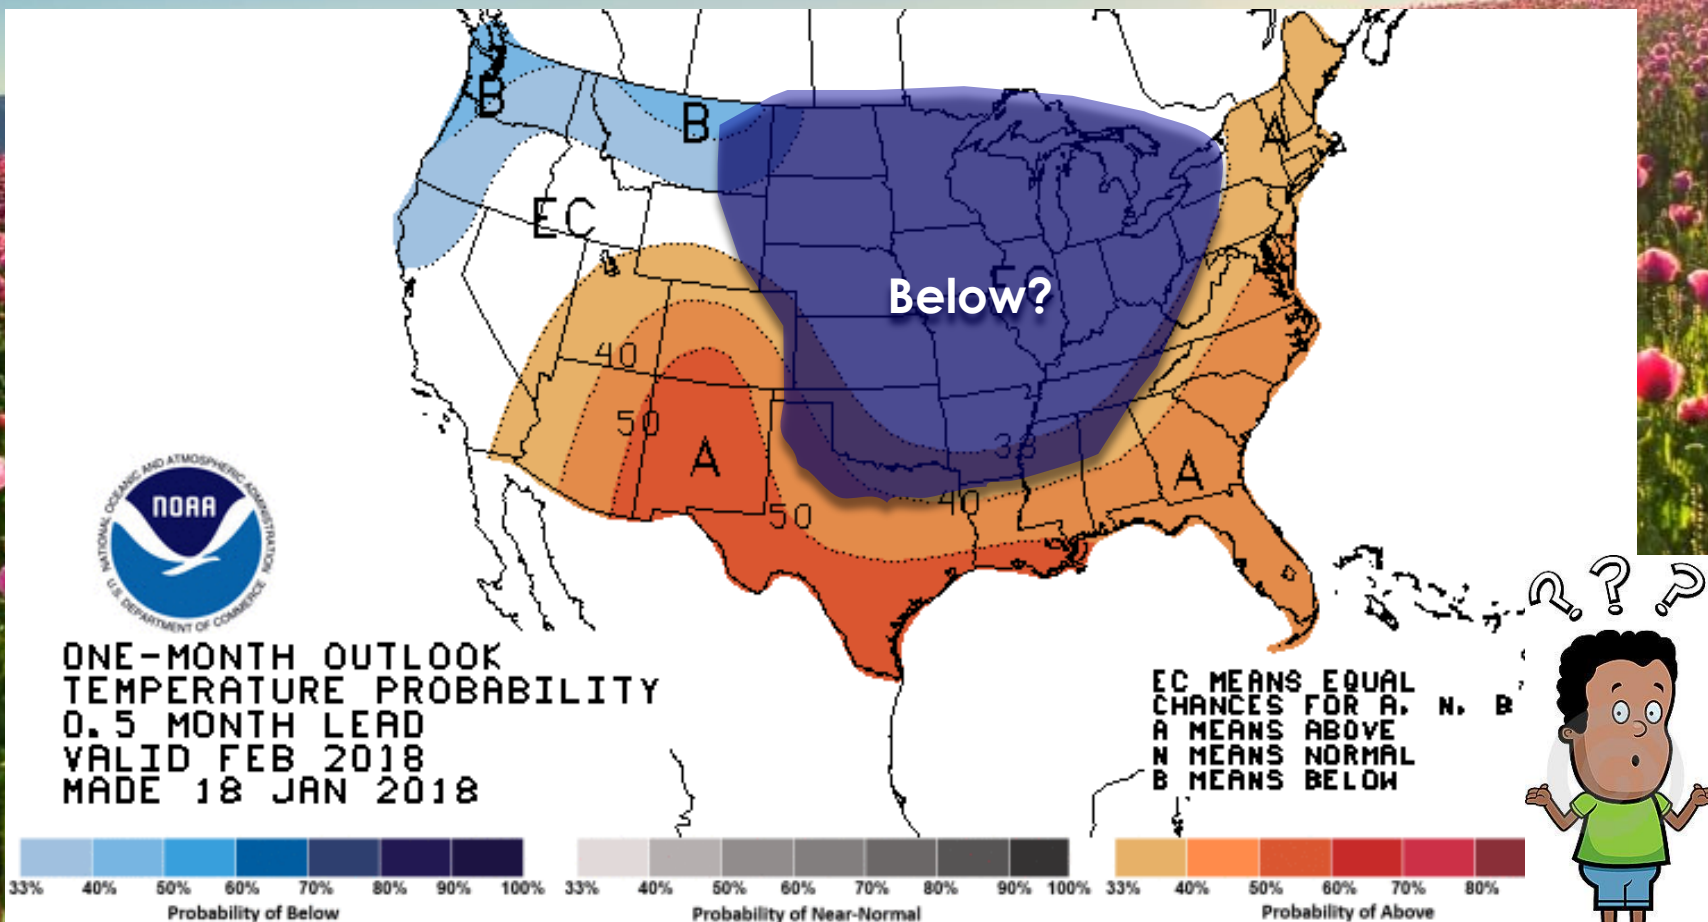 B
B
A
EC
EC
Below?
40
50
A
33
A
40
50
NATIONAL OCEANIC AND ATMOSPHERIC ADMINISTRATION
NOAA
U.S. DEPARTMENT OF COMMERCE
ONE-MONTH OUTLOOK
TEMPERATURE PROBABILITY
0.5 MONTH LEAD
VALID FEB 2018
MADE 18 JAN 2018
EC MEANS EQUAL
CHANCES FOR A, N, B
A MEANS ABOVE
N MEANS NORMAL
B MEANS BELOW
? ? ?
33% 40% 50% 60% 70% 80% 90% 100%
Probability of Below
33% 40% 50% 60% 70% 80% 90% 100%
Probability of Near-Normal
33% 40% 50% 60% 70% 80%
Probability of Above